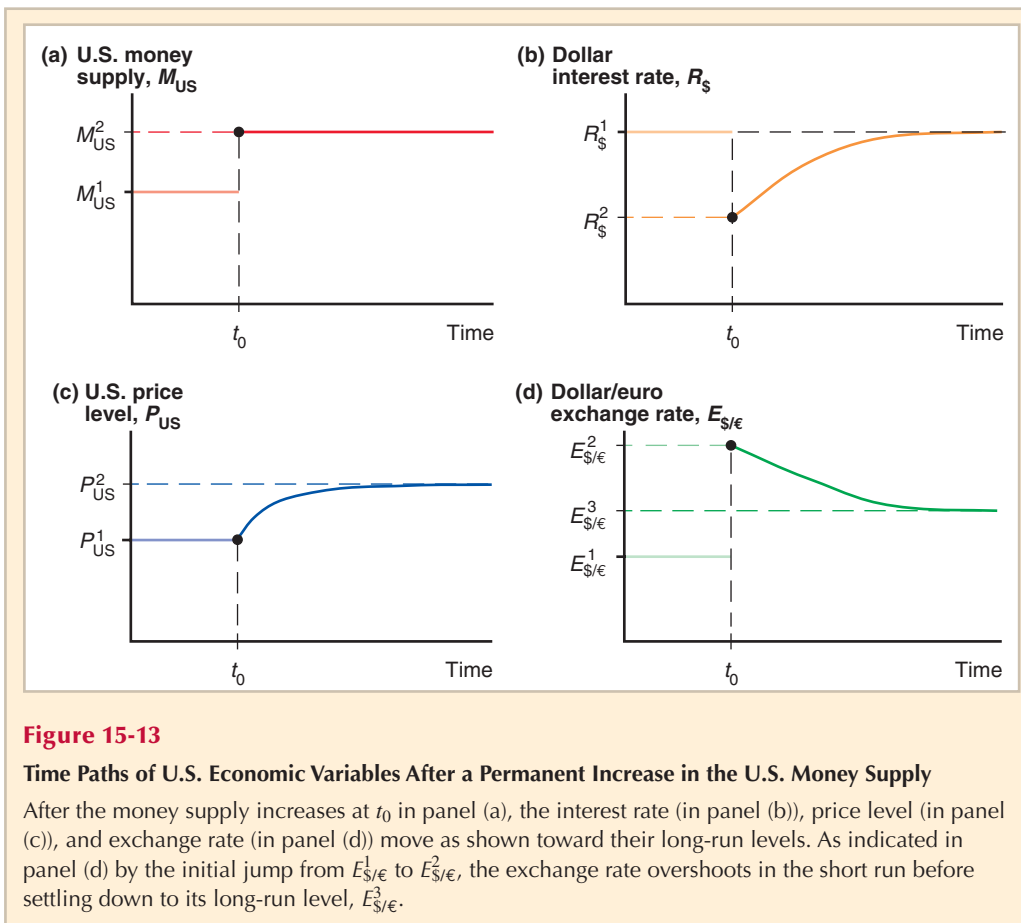 (a) U.S. money
supply, M_US
M²_US
M¹_US
t₀
Time
(b) Dollar
interest rate, R_$
R¹_$
R²_$
t₀
Time
(c) U.S. price
level, P_US
P²_US
P¹_US
t₀
Time
(d) Dollar/euro
exchange rate, E_$/€
E²_$/€
E³_$/€
E¹_$/€
t₀
Time
Figure 15-13
Time Paths of U.S. Economic Variables After a Permanent Increase in the U.S. Money Supply
After the money supply increases at t₀ in panel (a), the interest rate (in panel (b)), price level (in panel
(c)), and exchange rate (in panel (d)) move as shown toward their long-run levels. As indicated in
panel (d) by the initial jump from E¹_$/€ to E²_$/€, the exchange rate overshoots in the short run before
settling down to its long-run level, E³_$/€.